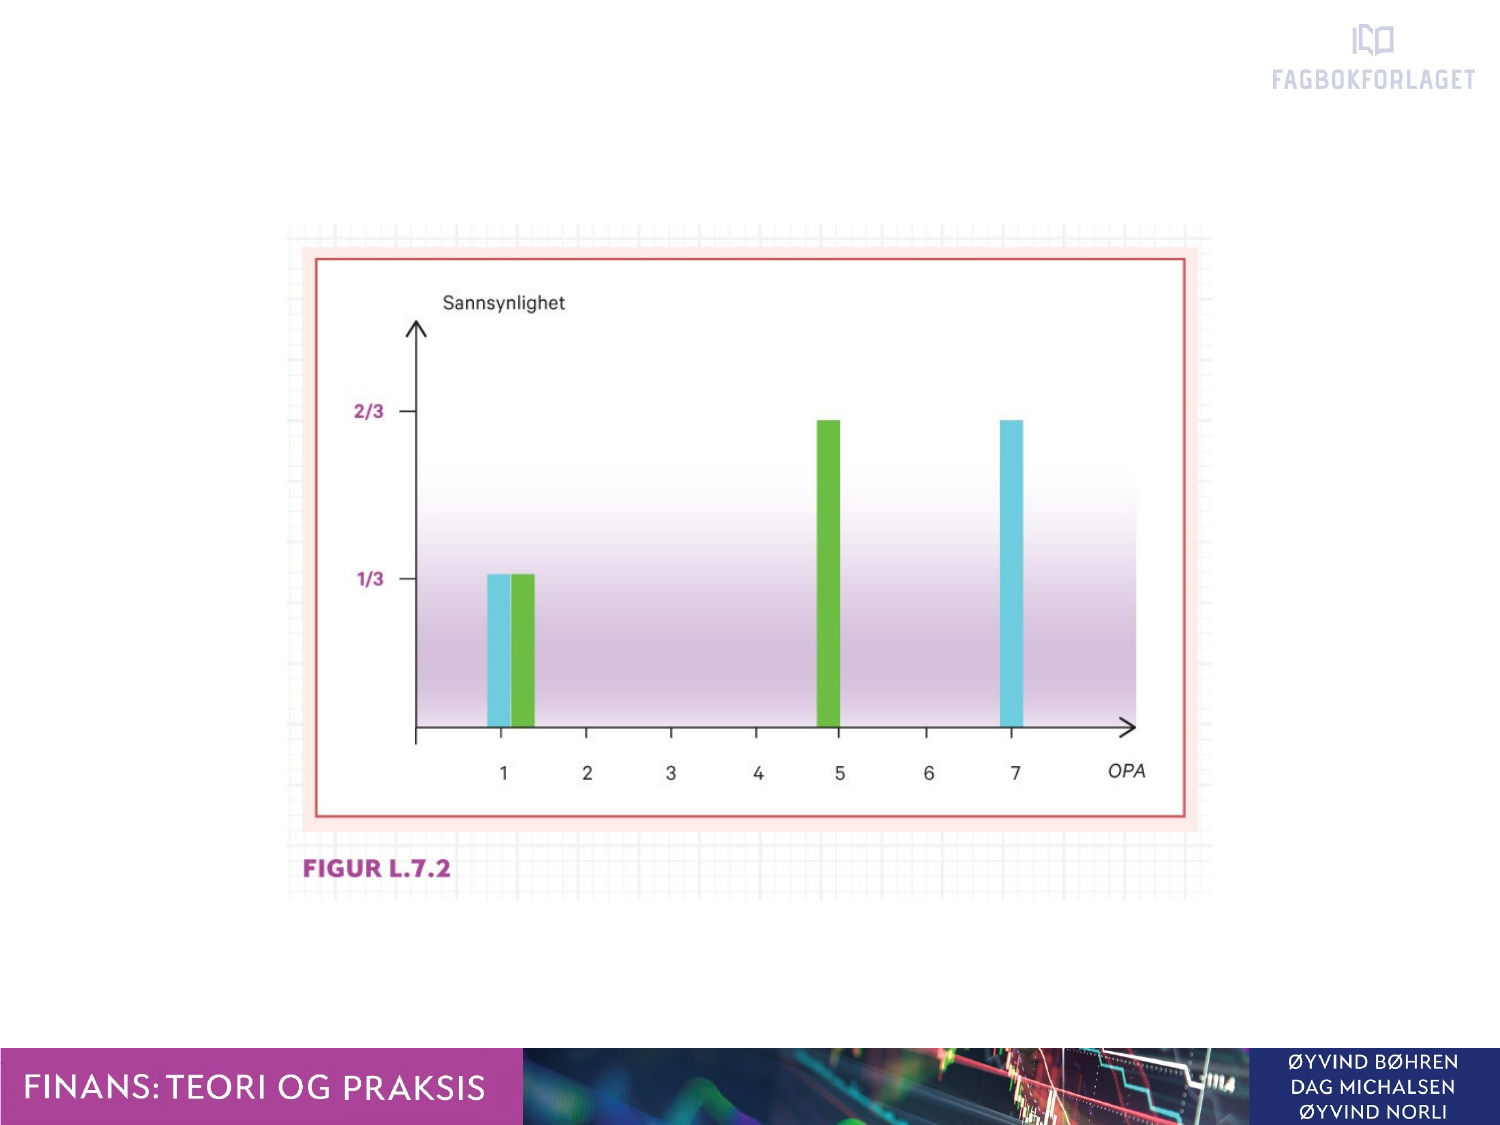 FAGBOKFORLAGET
Sannsynlighet
2/3
1/3
1 2 3 4 5 6 7 OPA
FIGUR L.7.2
FINANS: TEORI OG PRAKSIS
ØYVIND BØHREN
DAG MICHALSEN
ØYVIND NORLI